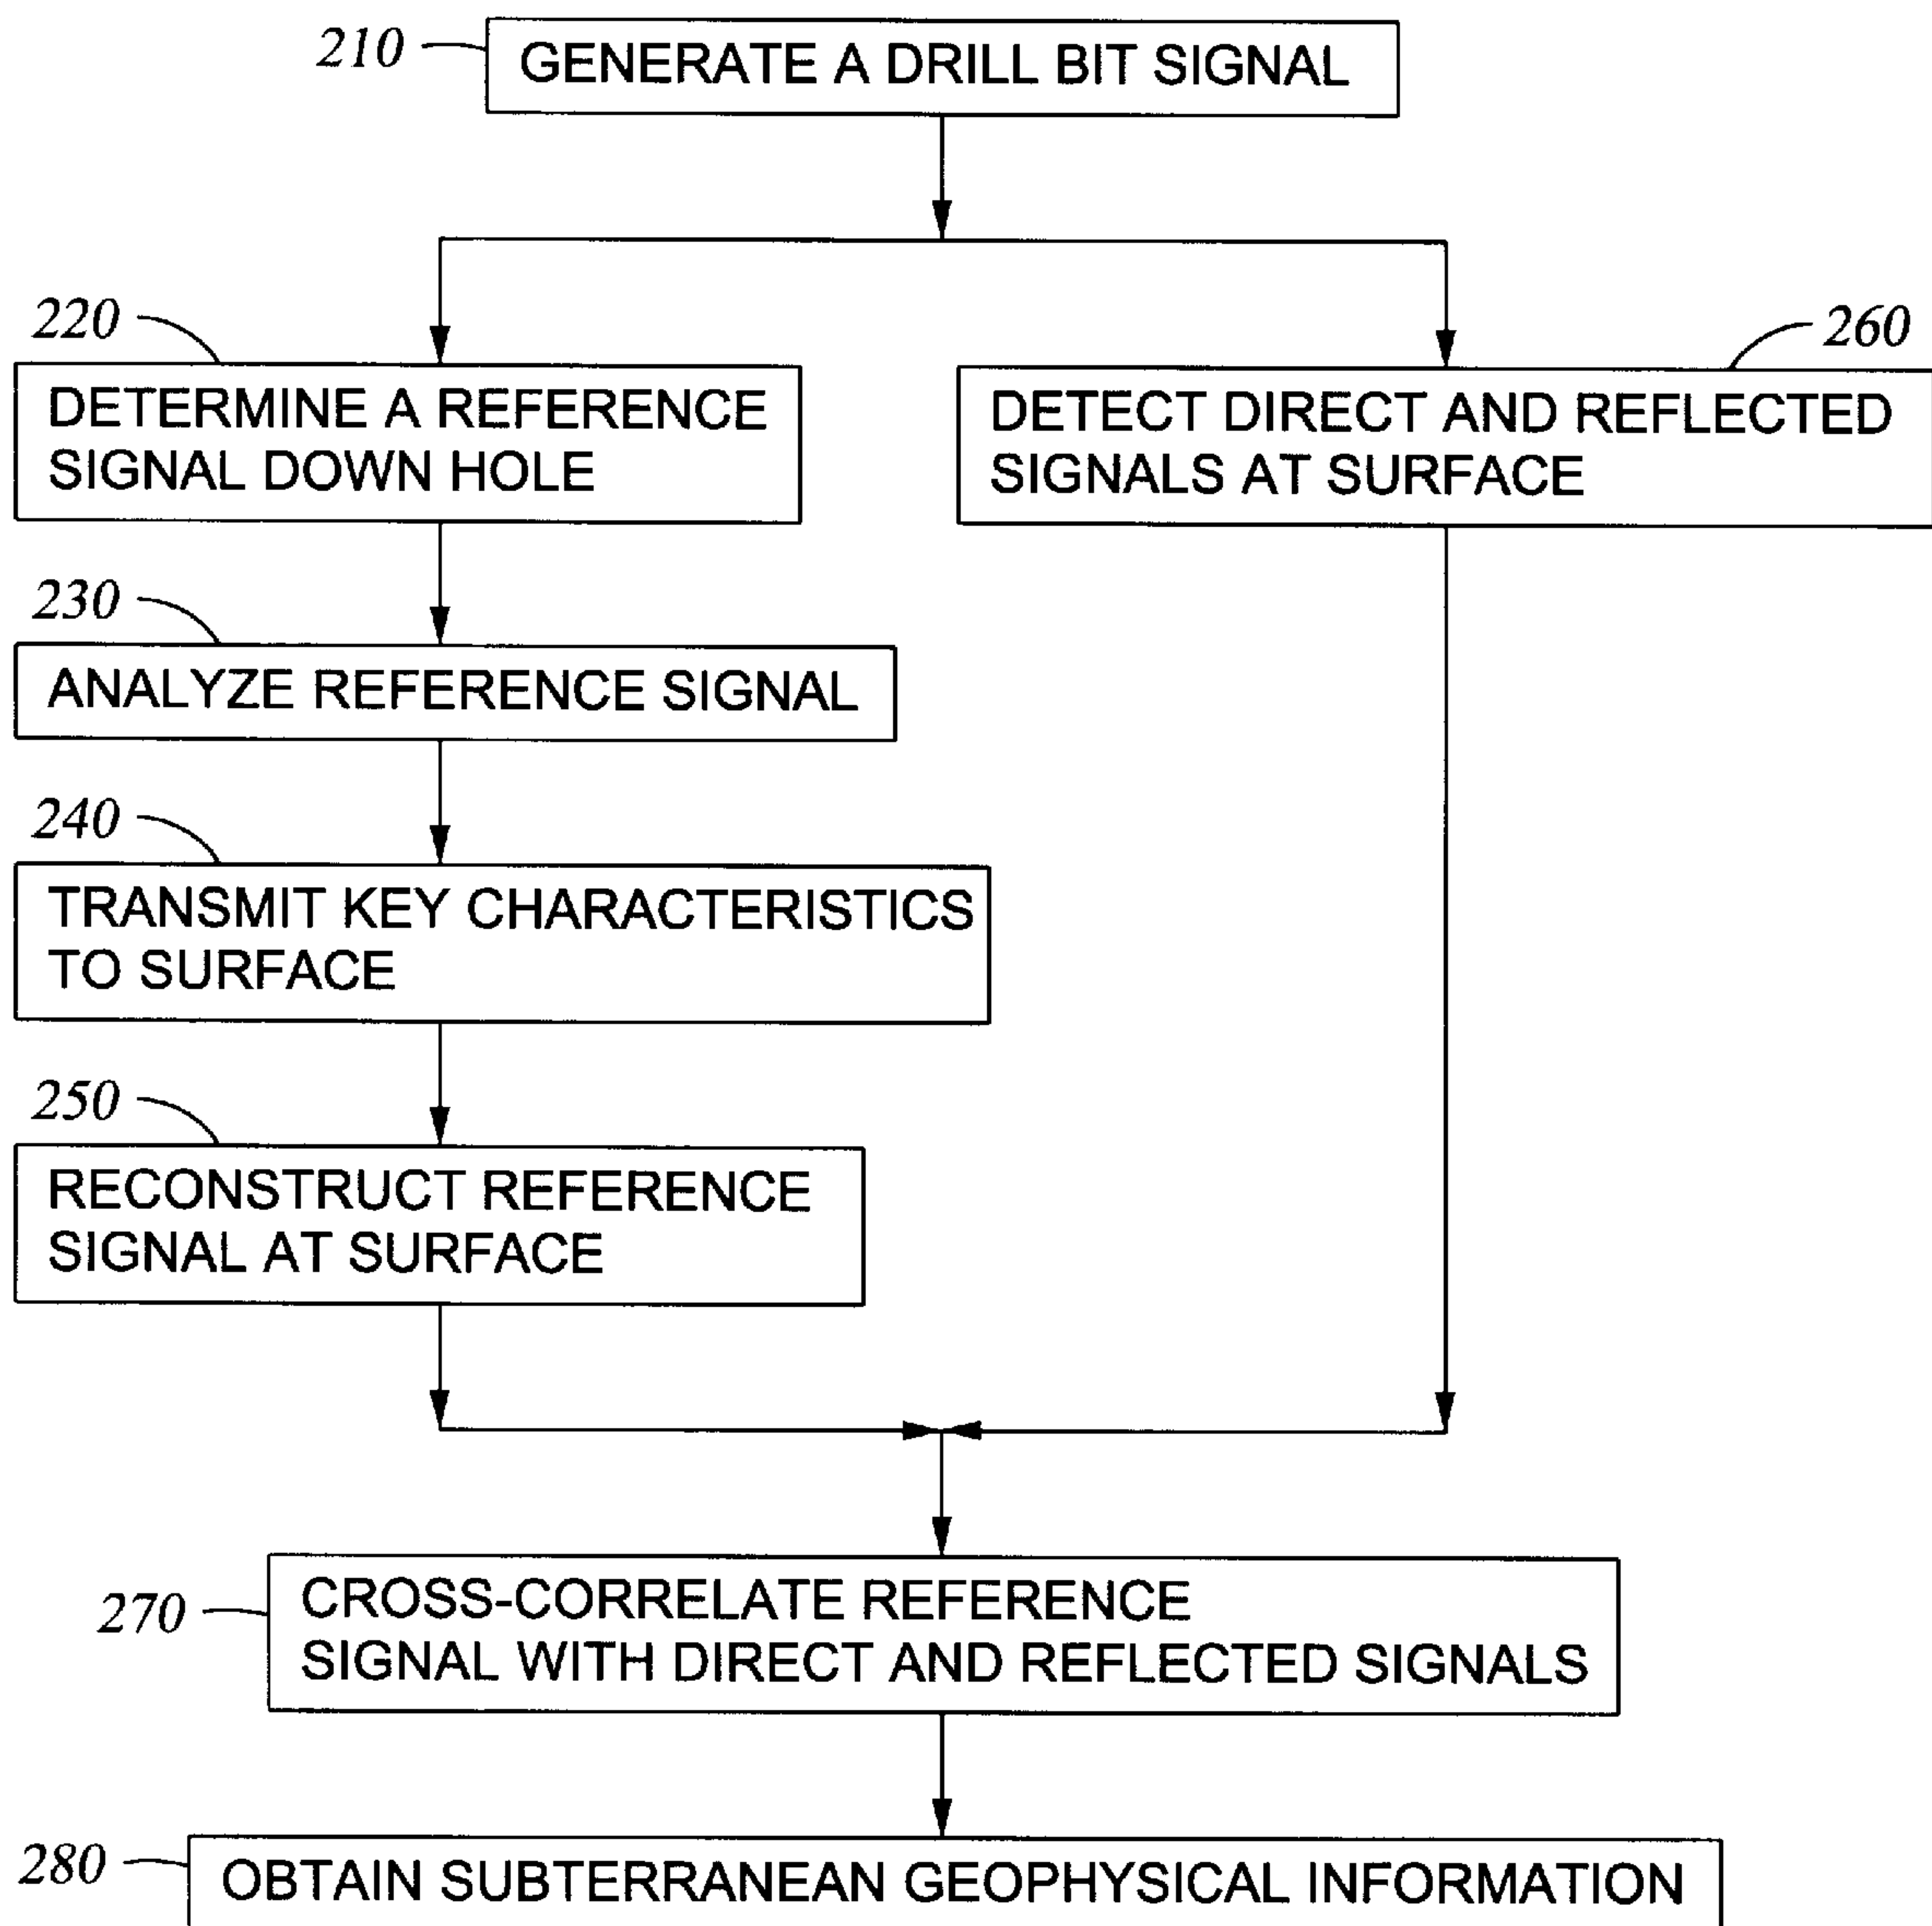 210
GENERATE A DRILL BIT SIGNAL
220
DETERMINE A REFERENCE
SIGNAL DOWN HOLE
260
DETECT DIRECT AND REFLECTED
SIGNALS AT SURFACE
230
ANALYZE REFERENCE SIGNAL
240
TRANSMIT KEY CHARACTERISTICS
TO SURFACE
250
RECONSTRUCT REFERENCE
SIGNAL AT SURFACE
270
CROSS-CORRELATE REFERENCE
SIGNAL WITH DIRECT AND REFLECTED SIGNALS
280
OBTAIN SUBTERRANEAN GEOPHYSICAL INFORMATION